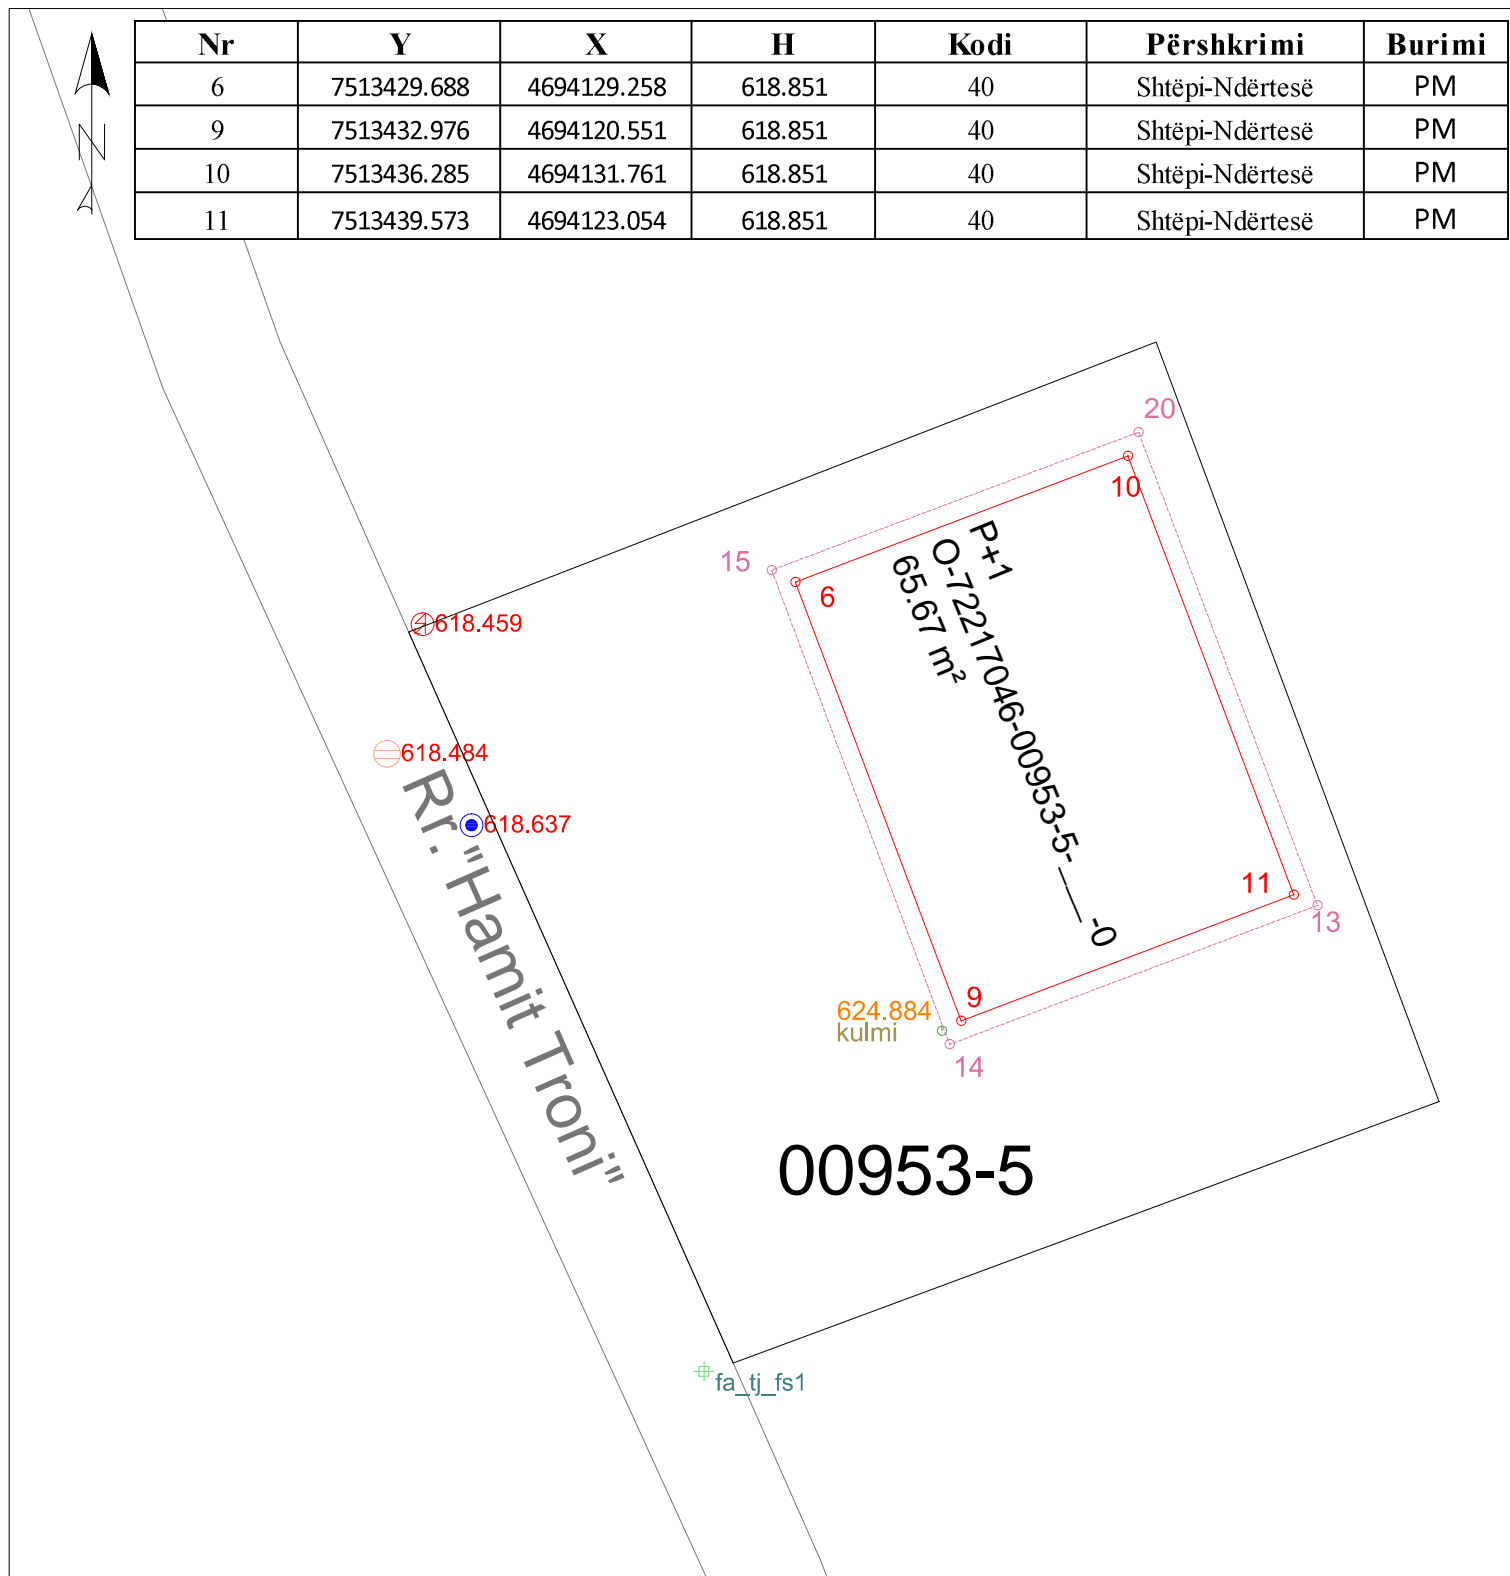 Nr Y X H Kodi Përshkrimi Burimi
6 7513429.688 4694129.258 618.851 40 Shtëpi-Ndërtesë PM
9 7513432.976 4694120.551 618.851 40 Shtëpi-Ndërtesë PM
10 7513436.285 4694131.761 618.851 40 Shtëpi-Ndërtesë PM
11 7513439.573 4694123.054 618.851 40 Shtëpi-Ndërtesë PM
N
20
10
15
6
P+1
O-72217046-00953-5-___-0
65.67 m²
618.459
618.484
618.637
Rr."Hamit Troni"
11
13
9
624.884
kulmi
14
00953-5
fa_tj_fs1